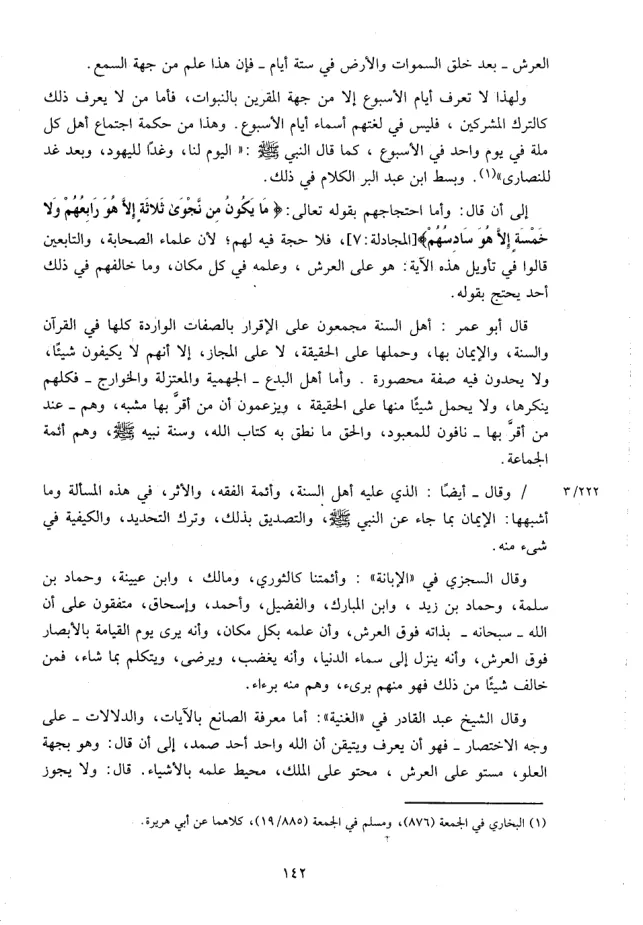 العرش ـ بعد خلق السموات والأرض في ستة أيام ـ فإن هذا علم من جهة السمع.
ولهذا لا تعرف أيام الأسبوع إلا من جهة المقرين بالنبوات، فأما من لا يعرف ذلك
كالترك المشركين ، فليس في لغتهم أسماء أيام الأسبوع. وهذا من حكمة اجتماع أهل كل
ملة في يوم واحد في الأسبوع ، كما قال النبي ﷺ :« اليوم لنا، وغدًا لليهود، وبعد غد
للنصارى»(١). وبسط ابن عبد البر الكلام في ذلك.
إلى أن قال: وأما احتجاجهم بقوله تعالى: ﴿ مَا يَكُونُ مِن نَّجْوَىٰ ثَلاثَةٍ إِلاَّ هُوَ رَابِعُهُمْ وَلا
خَمْسَةٍ إِلاَّ هُوَ سَادِسُهُمْ﴾[المجادلة:٧]، فلا حجة فيه لهم؛ لأن علماء الصحابة، والتابعين
قالوا في تأويل هذه الآية: هو على العرش ، وعلمه في كل مكان، وما خالفهم في ذلك
أحد يحتج بقوله.
قال أبو عمر : أهل السنة مجمعون على الإقرار بالصفات الواردة كلها في القرآن
والسنة، والإيمان بها، وحملها على الحقيقة، لا على المجاز، إلا أنهم لا يكيفون شيئًا،
ولا يحدون فيه صفة محصورة . وأما أهل البدع ـ الجهمية والمعتزلة والخوارج ـ فكلهم
ينكرها، ولا يحمل شيئًا منها على الحقيقة ، ويزعمون أن من أقرَّ بها مشبه، وهم ـ عند
من أقرَّ بها ـ نافون للمعبود، والحق ما نطق به كتاب الله، وسنة نبيه ﷺ، وهم أئمة
الجماعة.
٣/٢٢٢ / وقال ـ أيضًا : الذي عليه أهل السنة، وأئمة الفقه، والأثر، في هذه المسألة وما
أشبهها: الإيمان بما جاء عن النبي ﷺ، والتصديق بذلك، وترك التحديد، والكيفية في
شىء منه.
وقال السجزي في «الإبانة» : وأئمتنا كالثوري، ومالك ، وابن عيينة، وحماد بن
سلمة، وحماد بن زيد ، وابن المبارك، والفضيل، وأحمد، وإسحاق، متفقون على أن
الله ـ سبحانه ـ بذاته فوق العرش، وأن علمه بكل مكان، وأنه يرى يوم القيامة بالأبصار
فوق العرش، وأنه ينزل إلى سماء الدنيا، وأنه يغضب، ويرضى، ويتكلم بما شاء، فمن
خالف شيئًا من ذلك فهو منهم برىء، وهم منه برءاء.
وقال الشيخ عبد القادر في «الغنية»: أما معرفة الصانع بالآيات، والدلالات ـ على
وجه الاختصار ـ فهو أن يعرف ويتيقن أن الله واحد أحد صمد، إلى أن قال: وهو بجهة
العلو، مستو على العرش ، محتو على الملك، محيط علمه بالأشياء. قال: ولا يجوز
(١) البخاري في الجمعة (٨٧٦)، ومسلم في الجمعة (١٩/٨٨٥)، كلاهما عن أبي هريرة.
١٤٢